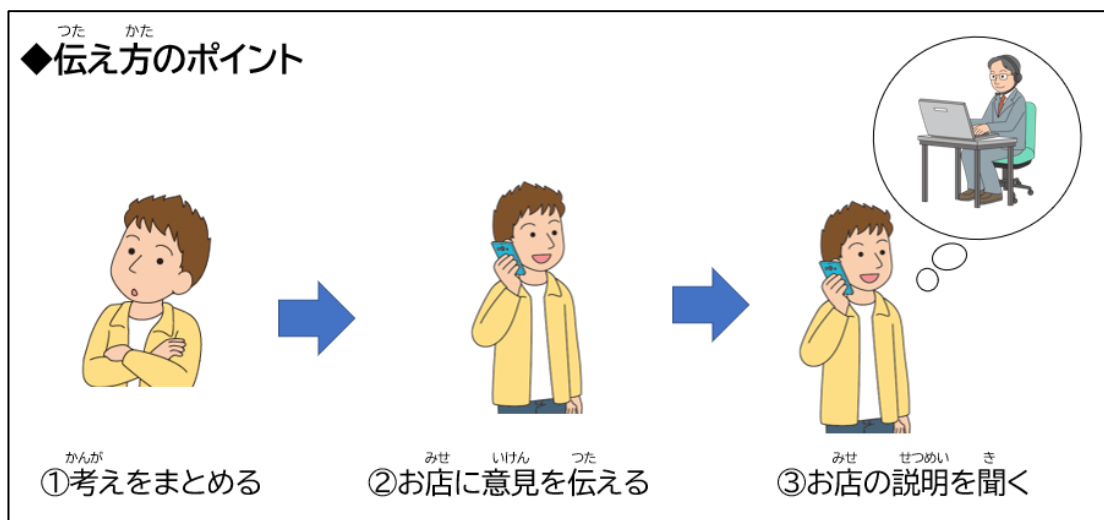 つた かた
◆伝え方のポイント
かんが
①考えをまとめる
みせ いけん つた
②お店に意見を伝える
みせ せつめい き
③お店の説明を聞く